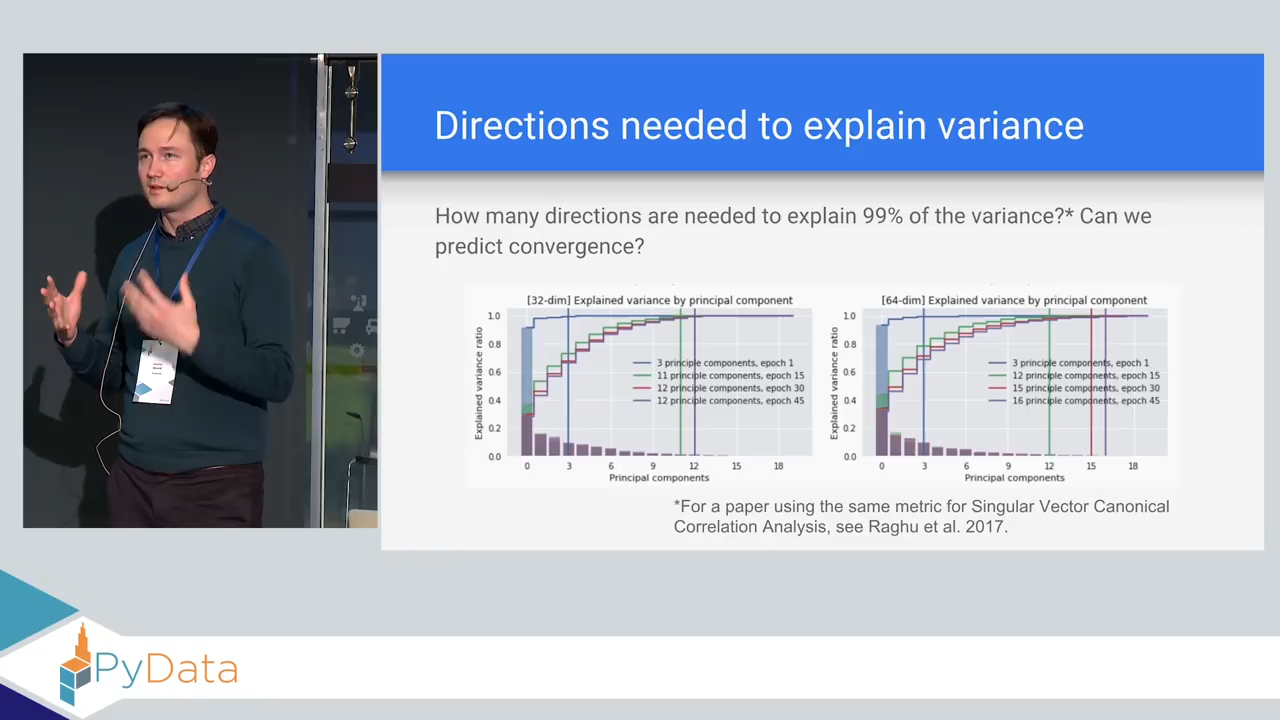 Directions needed to explain variance
How many directions are needed to explain 99% of the variance?* Can we
predict convergence?
[32-dim] Explained variance by principal component
Explained variance ratio
1.0
0.8
0.6
0.4
0.2
0.0
3 principle components, epoch 1
11 principle components, epoch 15
12 principle components, epoch 30
12 principle components, epoch 45
0 3 6 9 12 15 18
Principal components
[64-dim] Explained variance by principal component
Explained variance ratio
1.0
0.8
0.6
0.4
0.2
0.0
3 principle components, epoch 1
12 principle components, epoch 15
15 principle components, epoch 30
16 principle components, epoch 45
0 3 6 9 12 15 18
Principal components
*For a paper using the same metric for Singular Vector Canonical
Correlation Analysis, see Raghu et al. 2017.
PyData